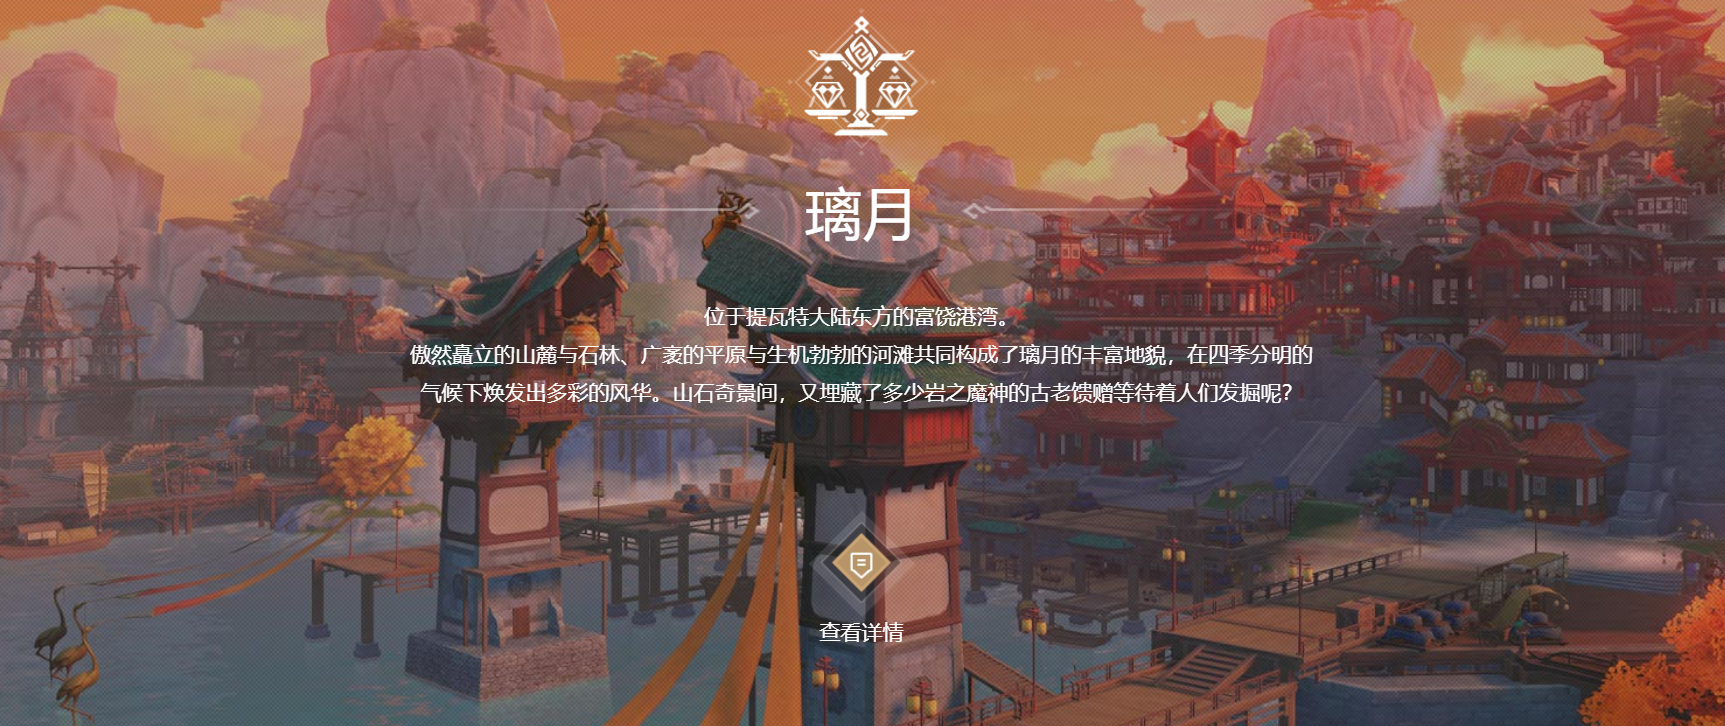 璃月
位于提瓦特大陆东方的富饶港湾。
傲然矗立的山麓与石林、广袤的平原与生机勃勃的河滩共同构成了璃月的丰富地貌，在四季分明的
气候下焕发出多彩的风华。山石奇景间，又埋藏了多少岩之魔神的古老馈赠等待着人们发掘呢？
查看详情